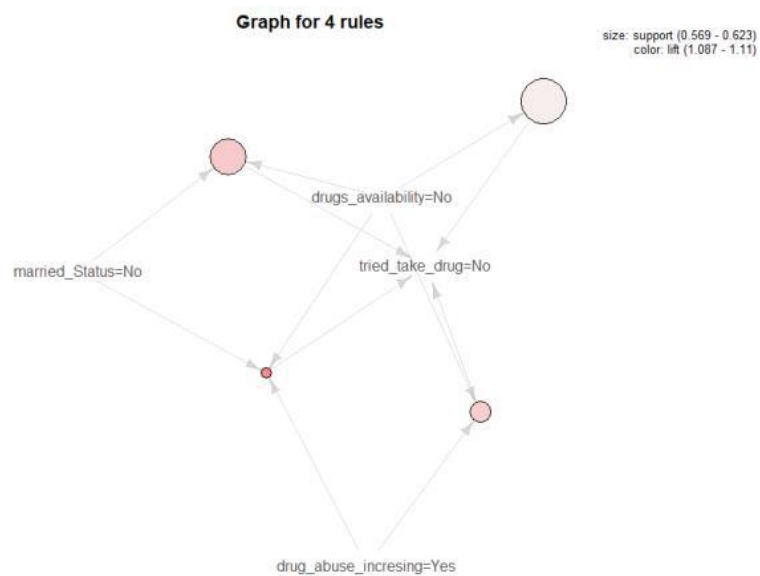 Graph for 4 rules
size: support (0.569 - 0.623)
color: lift (1.087 - 1.11)
drugs_availability=No
tried_take_drug=No
married_Status=No
drug_abuse_incresing=Yes